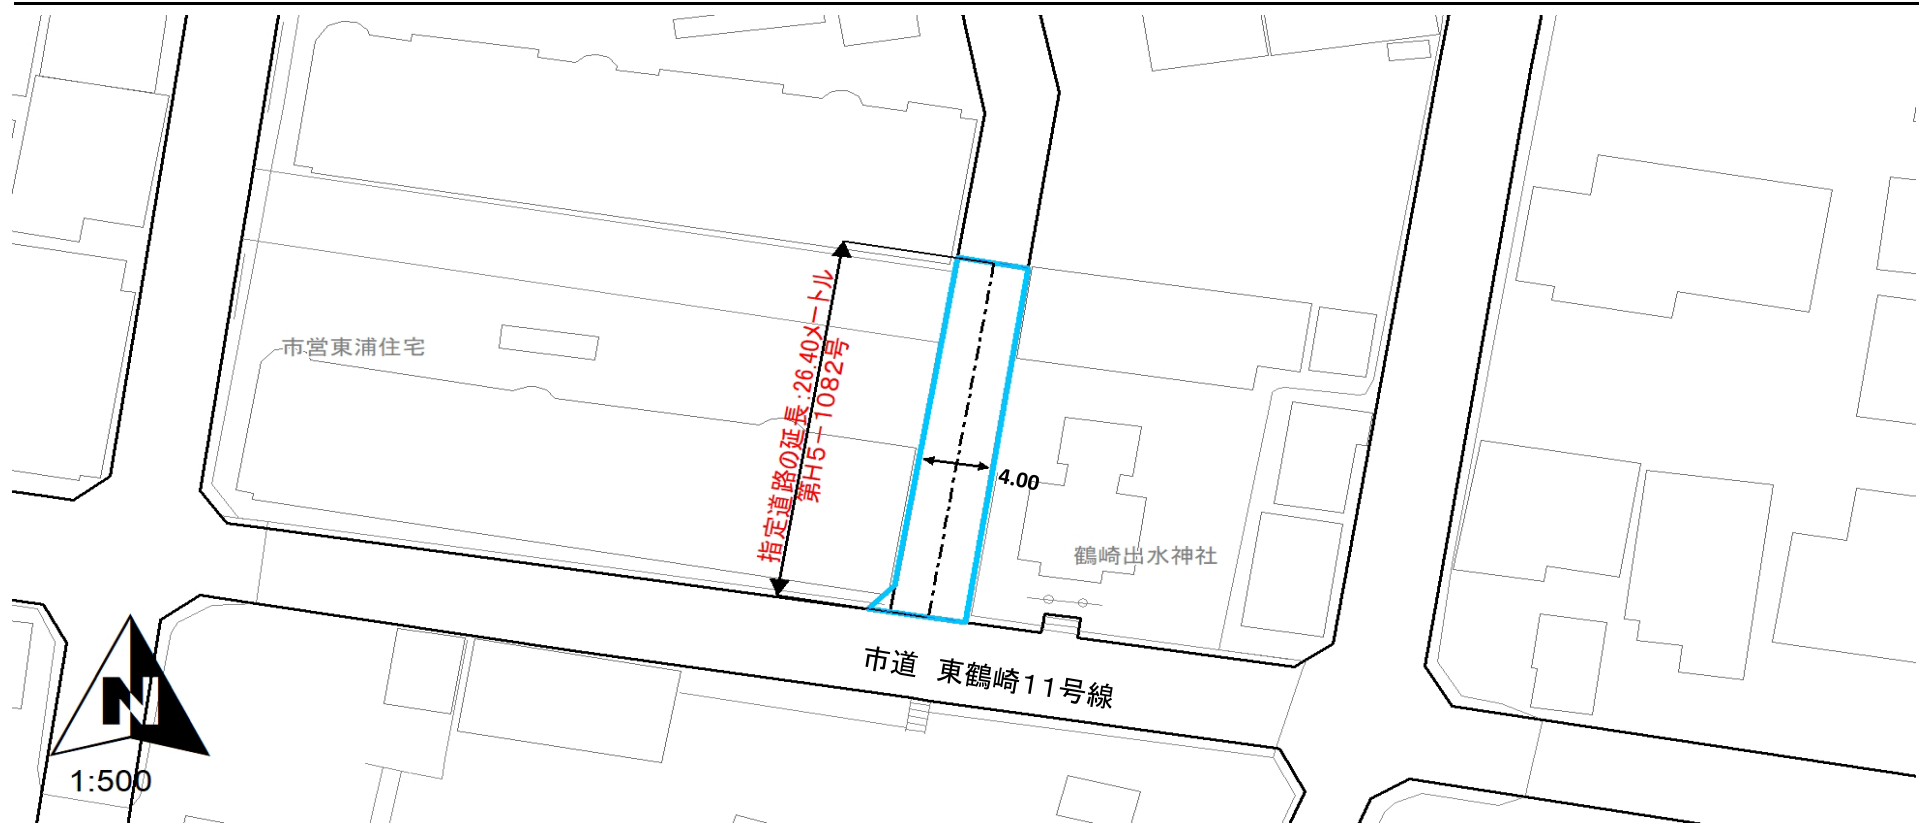 市営東浦住宅
指定道路の延長:26.40メートル
第H5－1082号
4.00
鶴崎出水神社
市道　東鶴崎11号線
N
1:500